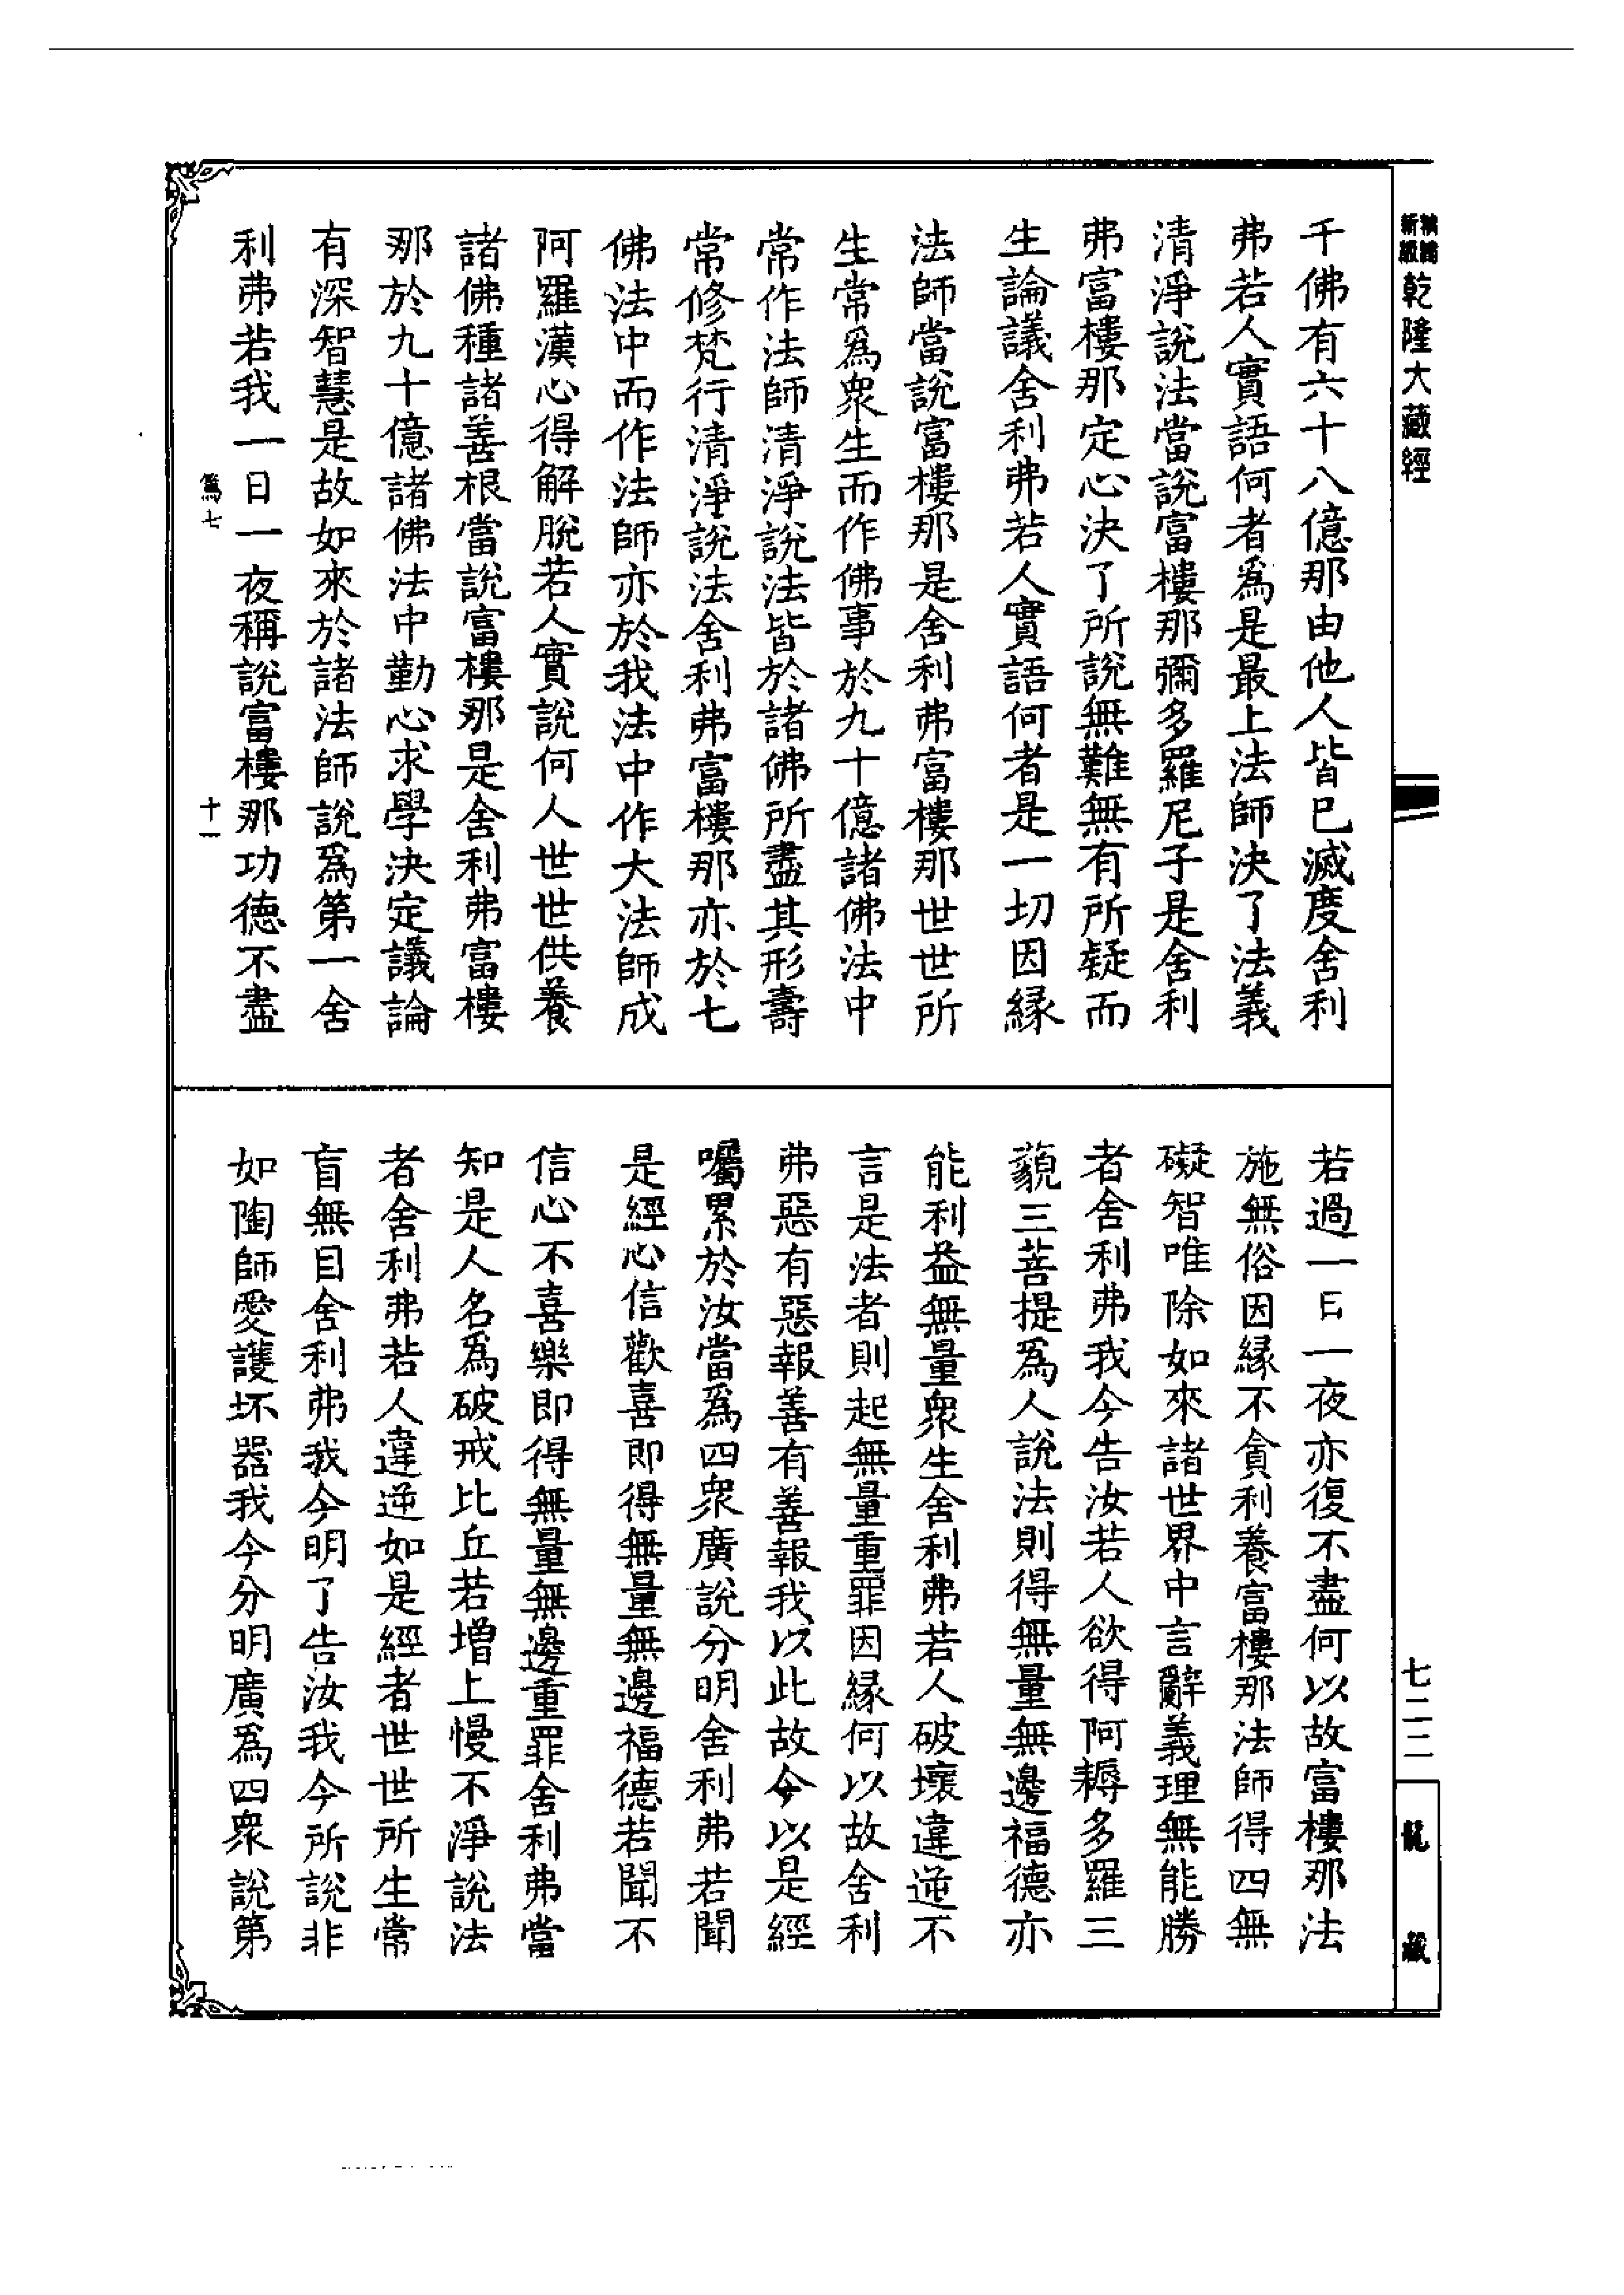 乾隆大藏經
七二二
千佛有六十八億那由他人皆已滅度舍利
弗若人實語何者爲是最上法師決了法義
清淨說法當說富樓那彌多羅尼子是舍利
弗富樓那定心決了所說無難無有所疑而
生論議舍利弗若人實語何者是一切因緣
法師當說富樓那是舍利弗富樓那世世所
生常爲衆生而作佛事於九十億諸佛法中
常作法師清淨說法皆於諸佛所盡其形壽
常修梵行清淨說法舍利弗富樓那亦於七
佛法中而作法師亦於我法中作大法師成
阿羅漢心得解脫若人實說何人世世供養
諸佛種諸善根當說富樓那是舍利弗富樓
那於九十億諸佛法中勤心求學決定議論
有深智慧是故如來於諸法師說爲第一舍
利弗若我一日一夜稱說富樓那功德不盡
篤七
十一
若過一日一夜亦復不盡何以故富樓那法
施無俗因緣不貪利養富樓那法師得四無
礙智唯除如來諸世界中言辭義理無能勝
者舍利弗我今告汝若人欲得阿耨多羅三
藐三菩提爲人說法則得無量無邊福德亦
能利益無量衆生舍利弗若人破壞違逆不
言是法者則起無量重罪因緣何以故舍利
弗惡有惡報善有善報我以此故今以是經
囑累於汝當爲四衆廣說分明舍利弗若聞
是經心信歡喜即得無量無邊福德若聞不
信心不喜樂即得無量無邊重罪舍利弗當
知是人名爲破戒比丘若增上慢不淨說法
者舍利弗若人違逆如是經者世世所生常
盲無目舍利弗我今明了告汝我今所說非
如陶師愛護坏器我今分明廣爲四衆說第
龍藏